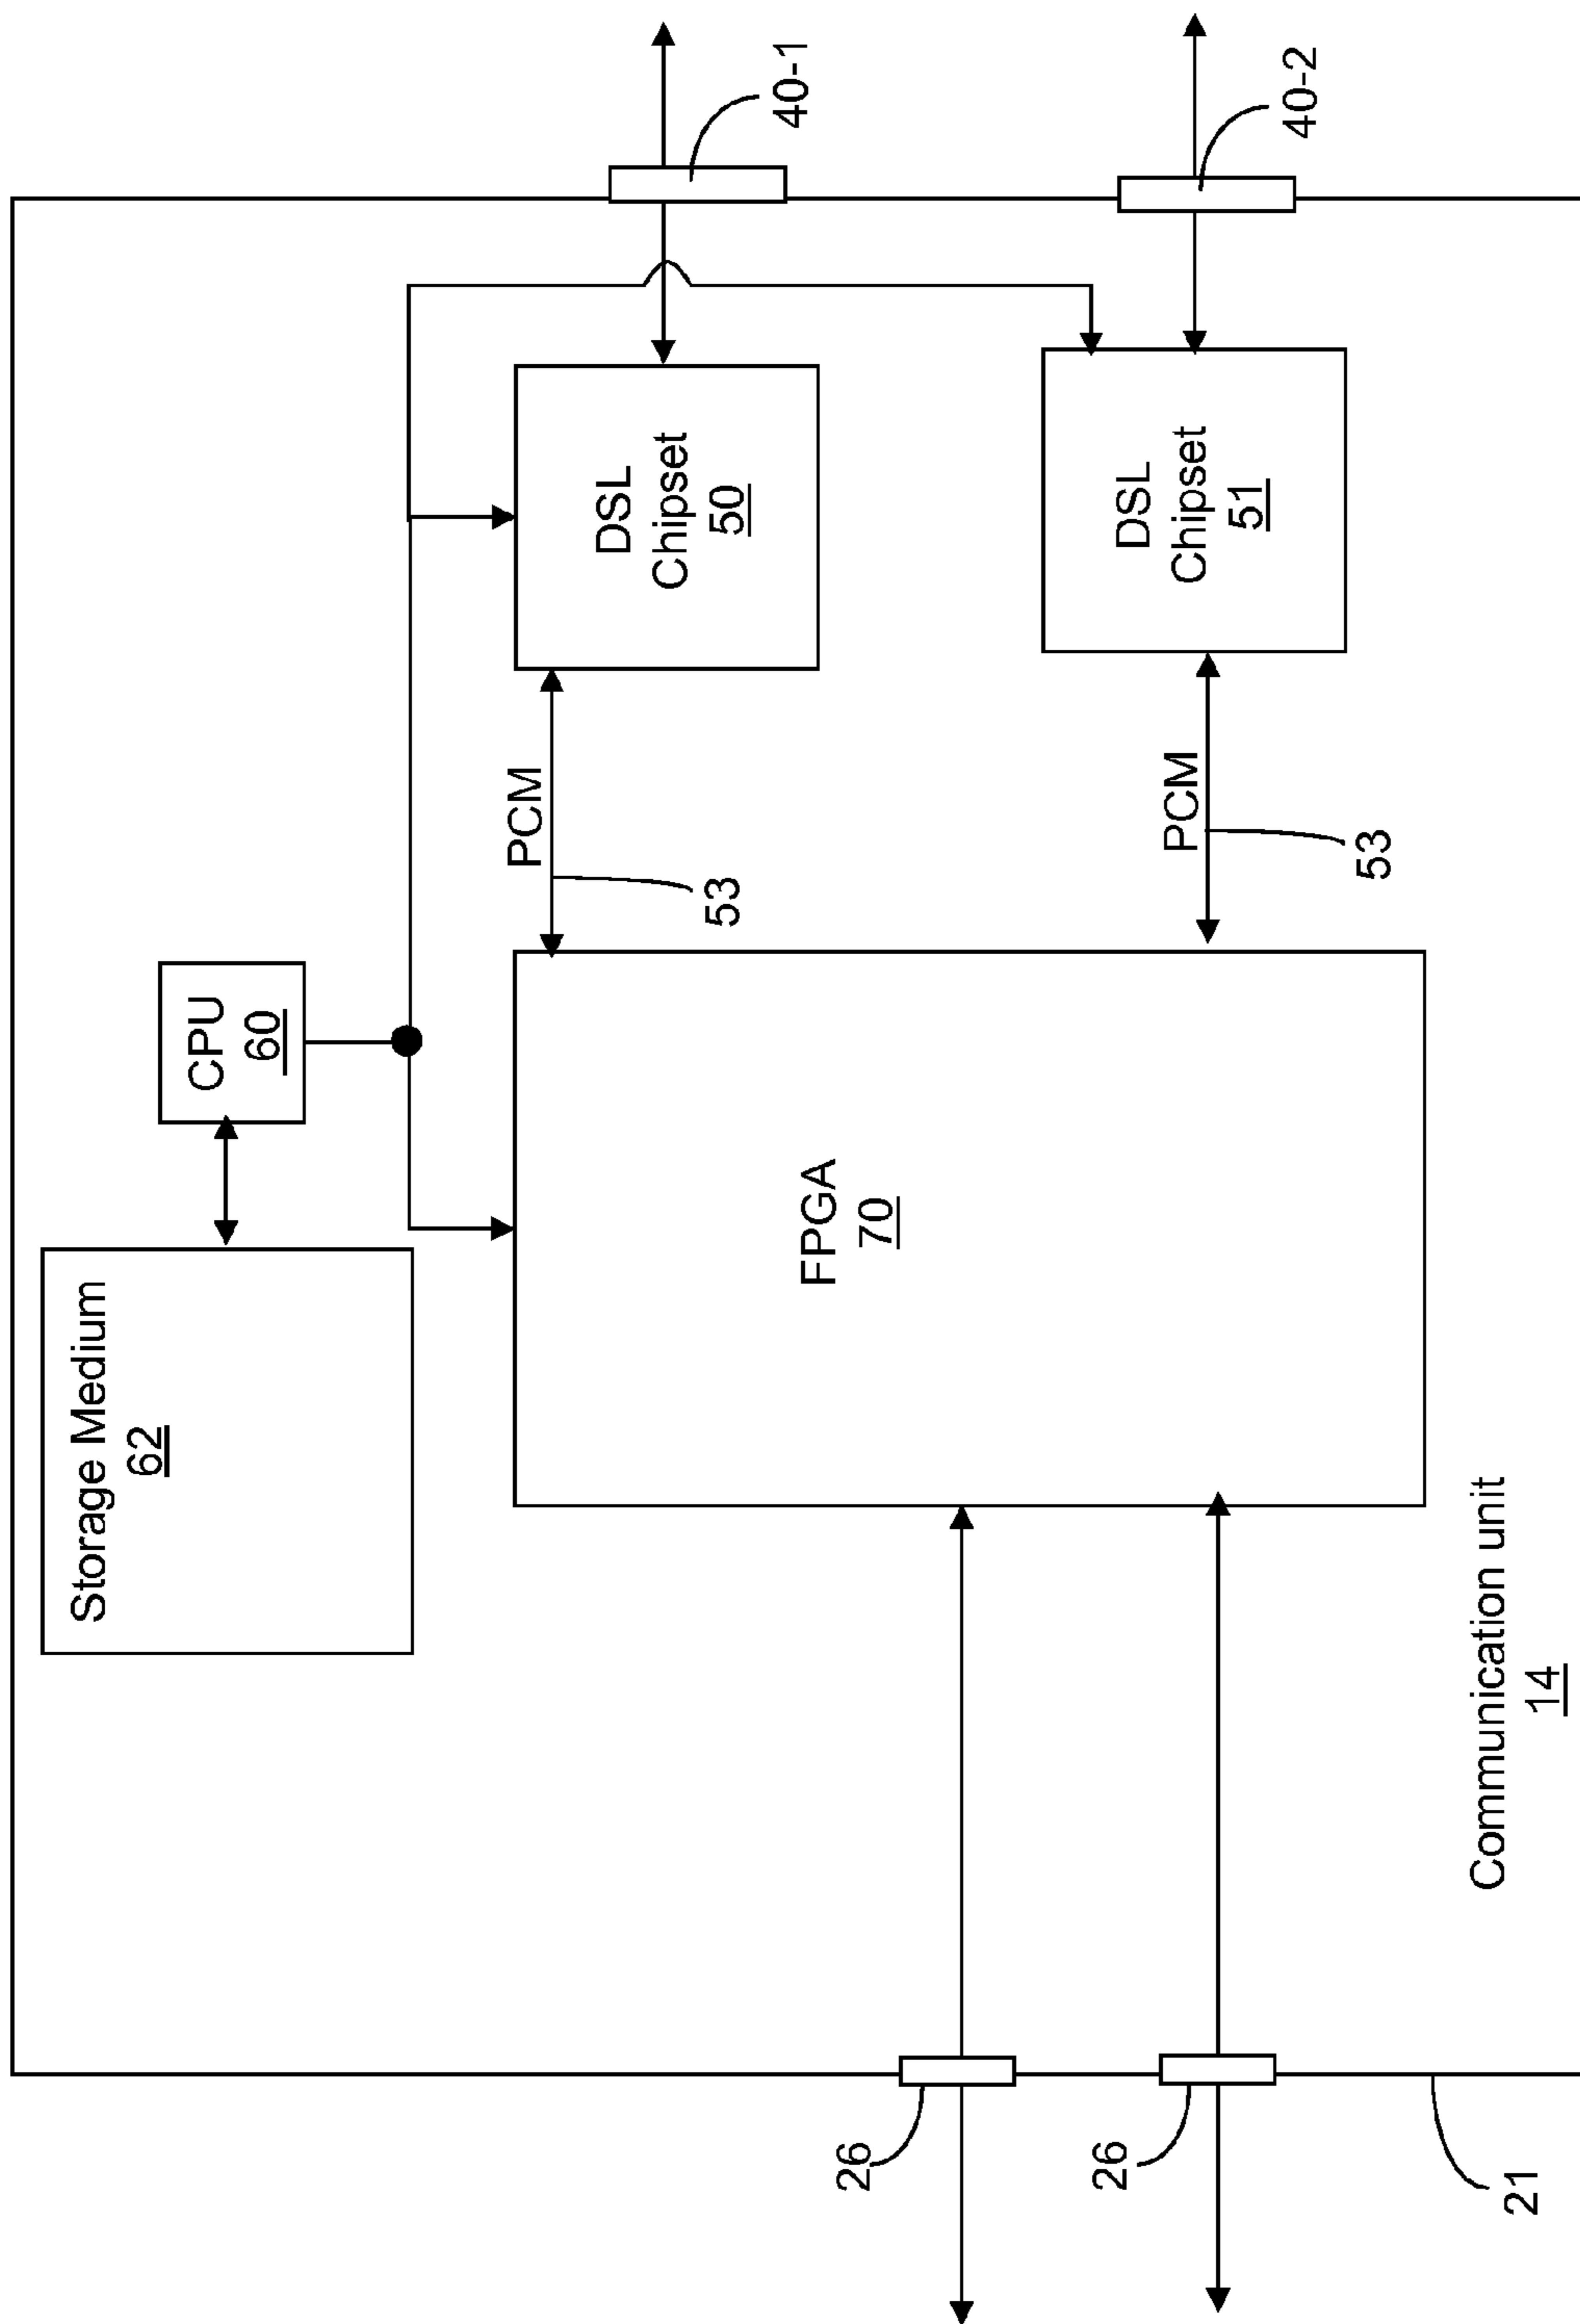 Storage Medium
62
CPU
60
PCM
53
DSL
Chipset
50
40-1
26
FPGA
70
26
PCM
53
DSL
Chipset
51
40-2
Communication unit
14
21